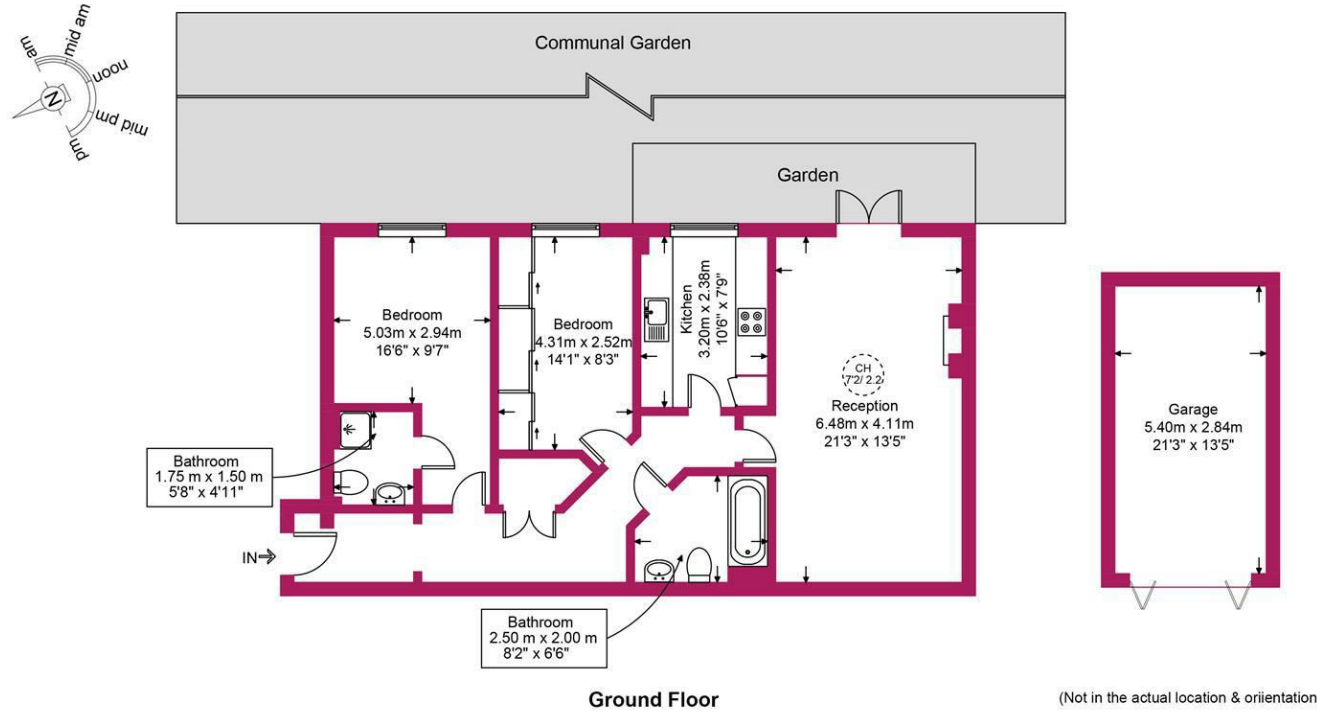 am
mid am
noon
mid pm
pm
N
Communal Garden
Garden
Bedroom
5.03m x 2.94m
16'6" x 9'7"
Bedroom
4.31m x 2.52m
14'1" x 8'3"
Kitchen
3.20m x 2.38m
10'6" x 7'9"
CH
7'2/ 2.2
Reception
6.48m x 4.11m
21'3" x 13'5"
Garage
5.40m x 2.84m
21'3" x 13'5"
Bathroom
1.75 m x 1.50 m
5'8" x 4'11"
IN
Bathroom
2.50 m x 2.00 m
8'2" x 6'6"
Ground Floor
(Not in the actual location & oriientation